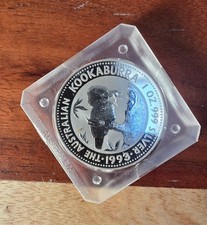 THE AUSTRALIAN KOOKABURRA 1 OZ. 999 SILVER
1993